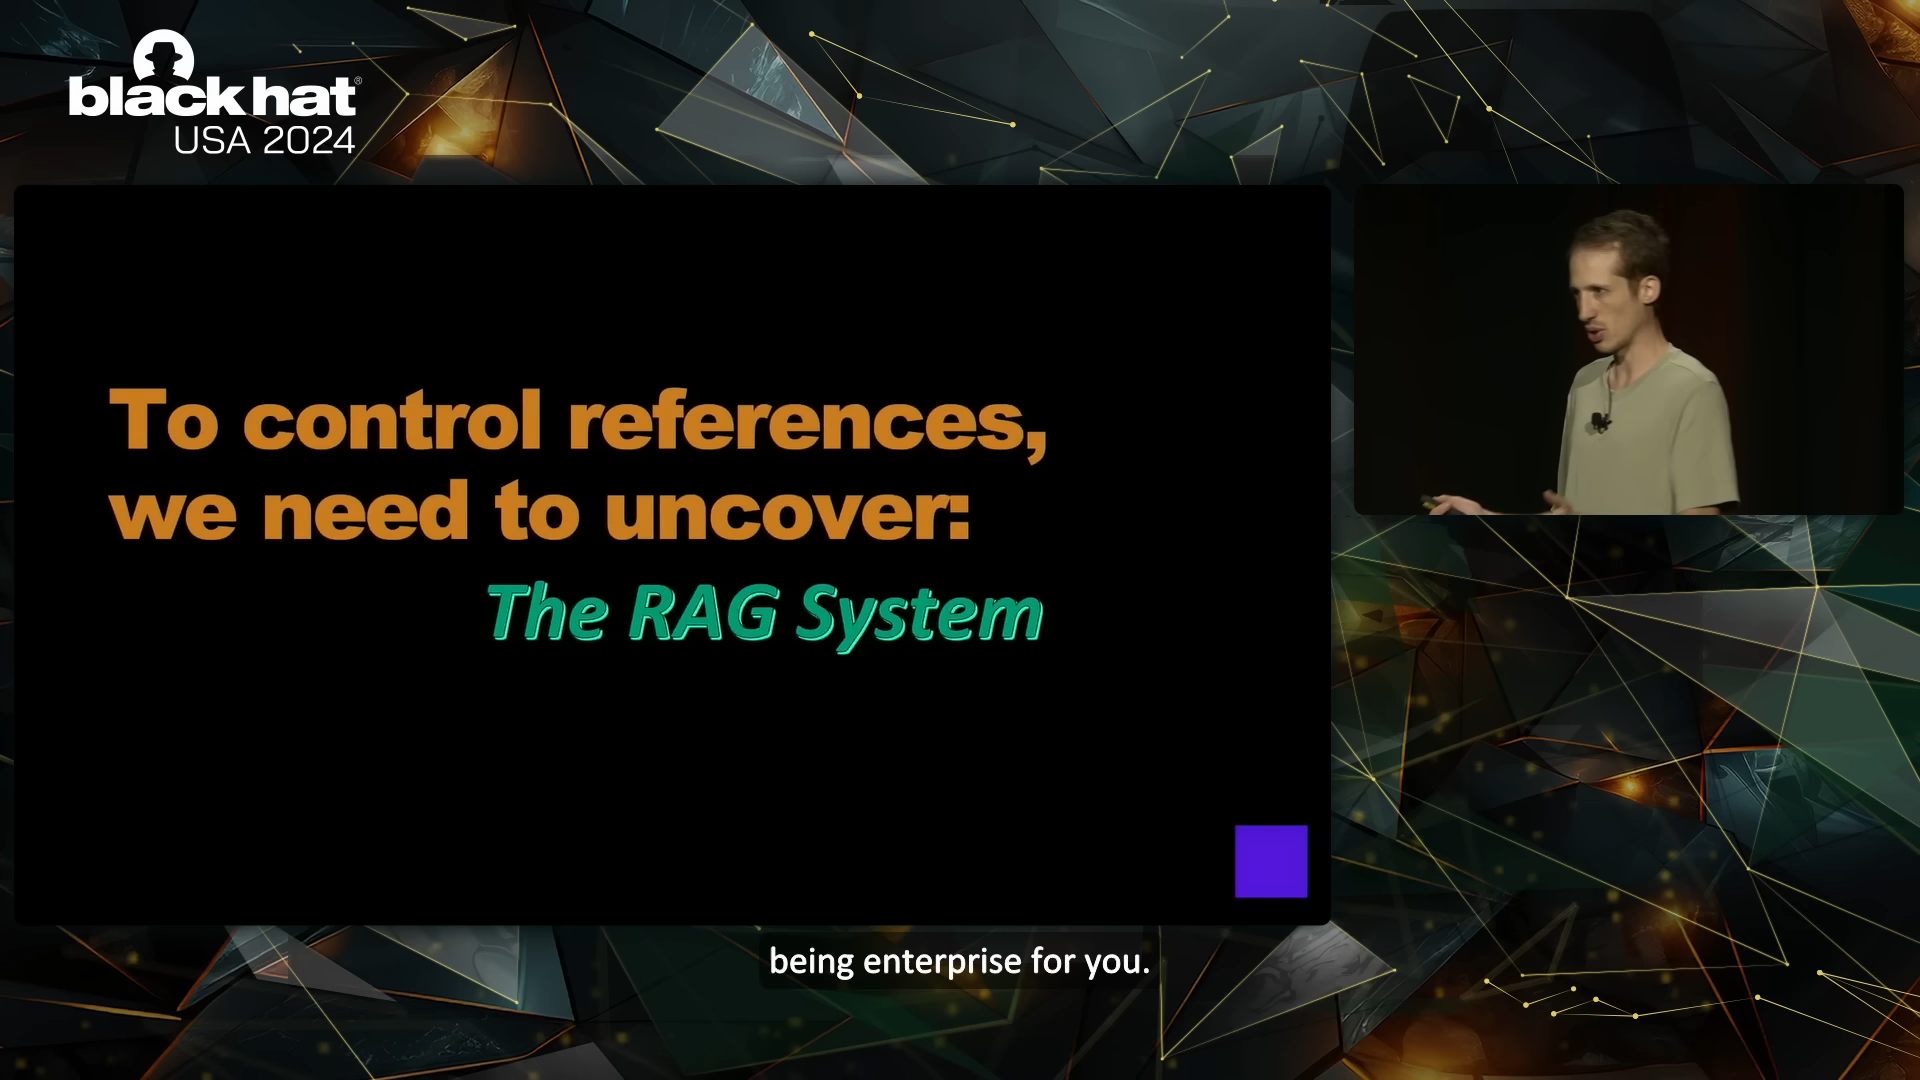 black hat®
USA 2024
To control references,
we need to uncover:
The RAG System
being enterprise for you.